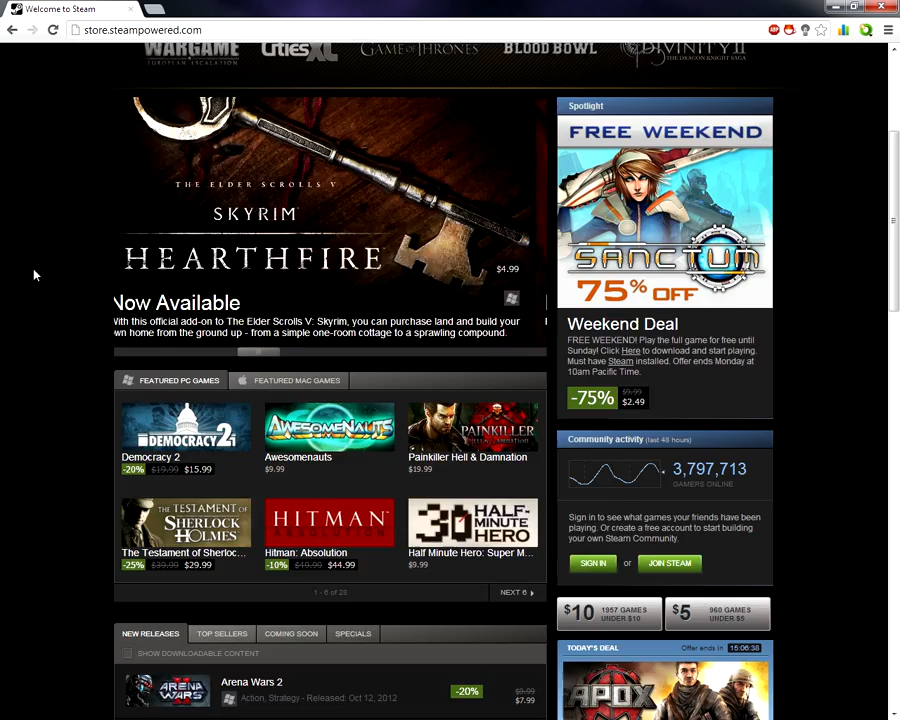 Welcome to Steam
store.steampowered.com
WARGAME
EUROPEAN ESCALATION
CITIES XL
GAME OF THRONES
BLOOD BOWL
DIVINITY II
THE DRAGON KNIGHT SAGA
THE ELDER SCROLLS V
SKYRIM
HEARTHFIRE
$4.99
Now Available
With this official add-on to The Elder Scrolls V: Skyrim, you can purchase land and build your
own home from the ground up - from a simple one-room cottage to a sprawling compound.
Spotlight
FREE WEEKEND
SANCTUM
75% OFF
Weekend Deal
FREE WEEKEND! Play the full game for free until
Sunday! Click Here to download and start playing.
Must have Steam installed. Offer ends Monday at
10am Pacific Time.
-75% $9.99
$2.49
FEATURED PC GAMES FEATURED MAC GAMES
DEMOCRACY 2
Democracy 2
-20% $19.99 $15.99
AWESOMENAUTS
Awesomenauts
$9.99
PAINKILLER
HELL & DAMNATION
Painkiller Hell & Damnation
$19.99
THE TESTAMENT OF
SHERLOCK
HOLMES
The Testament of Sherloc...
-25% $39.99 $29.99
HITMAN
ABSOLUTION
Hitman: Absolution
-10% $49.99 $44.99
30 HALF-
MINUTE
HERO
Half Minute Hero: Super M...
$9.99
1 - 6 of 28 NEXT 6
Community activity (last 48 hours)
3,797,713
GAMERS ONLINE
Sign in to see what games your friends have been
playing. Or create a free account to start building
your own Steam Community.
SIGN IN or JOIN STEAM
$10 1957 GAMES
UNDER $10
$5 960 GAMES
UNDER $5
NEW RELEASES TOP SELLERS COMING SOON SPECIALS
SHOW DOWNLOADABLE CONTENT
ARENA
WARS 2
Arena Wars 2
Action, Strategy - Released: Oct 12, 2012
-20% $9.99
$7.99
TODAY'S DEAL Offer ends in 15:06:38
APOX